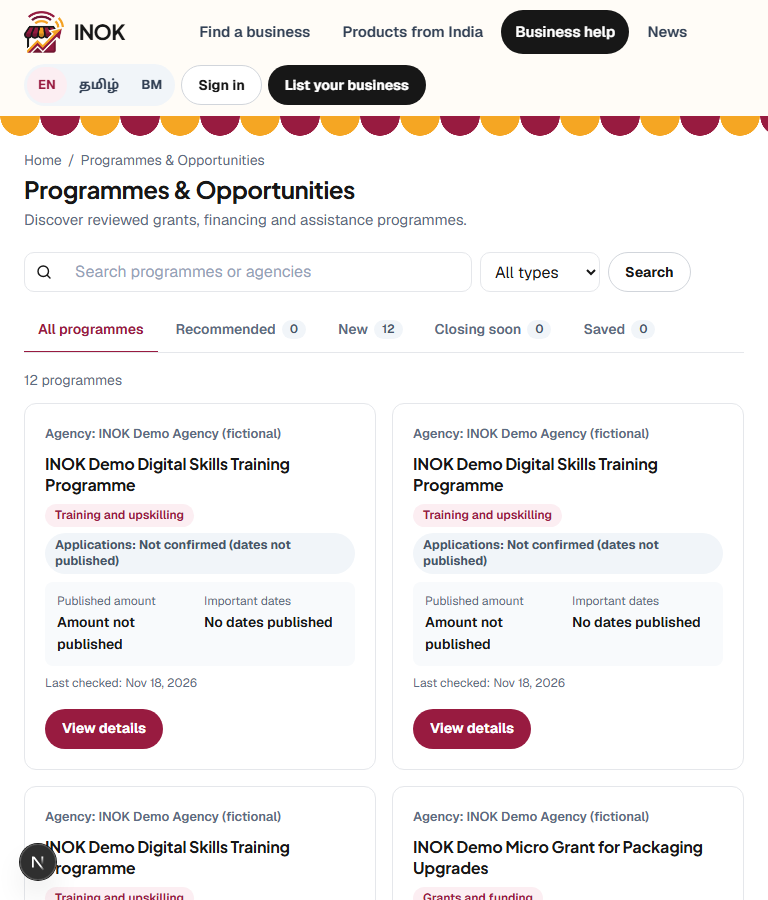 INOK
Find a business
Products from India
Business help
News
EN
தமிழ்
BM
Sign in
List your business
Home / Programmes & Opportunities
Programmes & Opportunities
Discover reviewed grants, financing and assistance programmes.
Search programmes or agencies
All types
Search
All programmes
Recommended 0
New 12
Closing soon 0
Saved 0
12 programmes
Agency: INOK Demo Agency (fictional)
INOK Demo Digital Skills Training
Programme
Training and upskilling
Applications: Not confirmed (dates not
published)
Published amount
Amount not
published
Important dates
No dates published
Last checked: Nov 18, 2026
View details
Agency: INOK Demo Agency (fictional)
INOK Demo Digital Skills Training
Programme
Training and upskilling
Applications: Not confirmed (dates not
published)
Published amount
Amount not
published
Important dates
No dates published
Last checked: Nov 18, 2026
View details
Agency: INOK Demo Agency (fictional)
INOK Demo Digital Skills Training
Programme
Training and upskilling
Agency: INOK Demo Agency (fictional)
INOK Demo Micro Grant for Packaging
Upgrades
Grants and funding
N